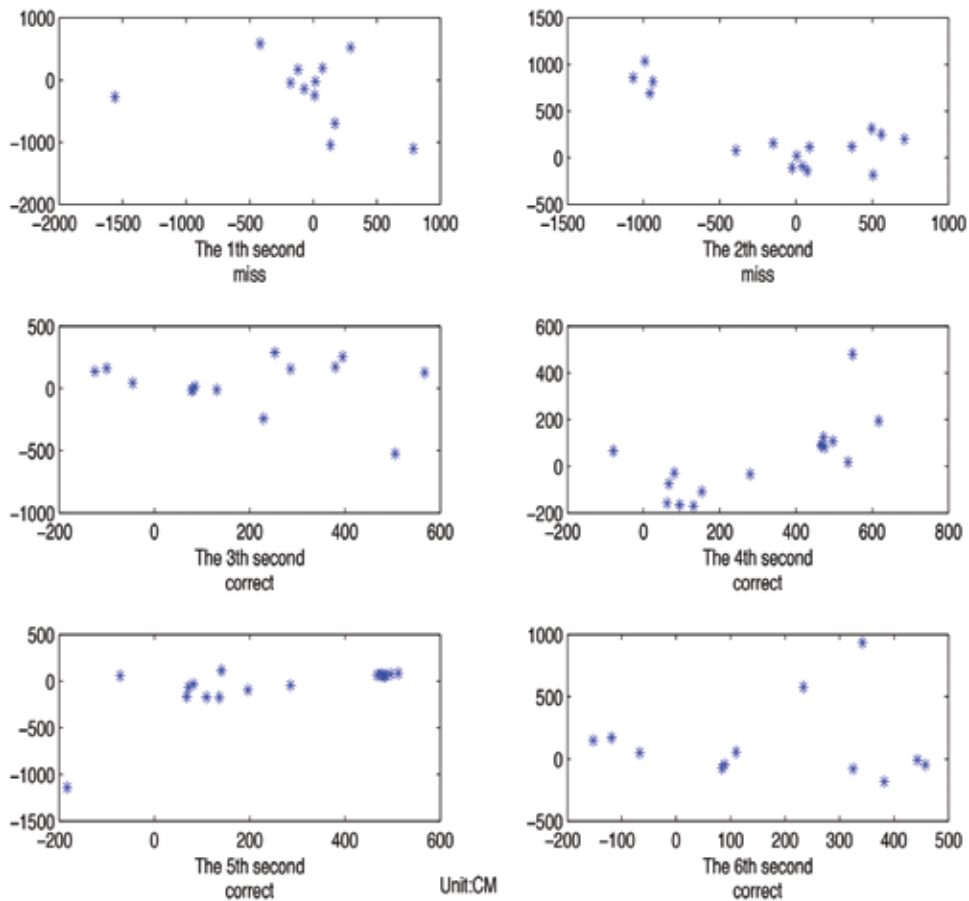 1000
0
−1000
−2000
−2000 −1500 −1000 −500 0 500 1000
The 1th second
miss
1500
1000
500
0
−500
−1500 −1000 −500 0 500 1000
The 2th second
miss
500
0
−500
−1000
−200 0 200 400 600
The 3th second
correct
600
400
200
0
−200
−200 0 200 400 600 800
The 4th second
correct
500
0
−500
−1000
−1500
−200 0 200 400 600
The 5th second
correct
1000
500
0
−500
−200 −100 0 100 200 300 400 500
The 6th second
correct
Unit:CM